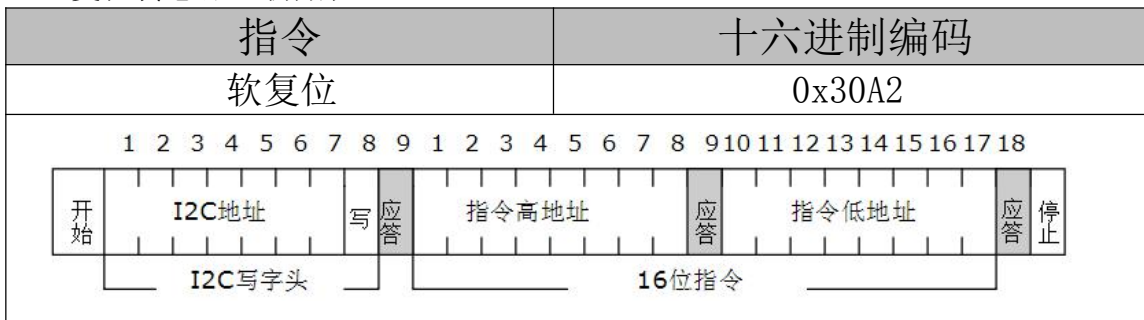 指令 十六进制编码
软复位 0x30A2
1 2 3 4 5 6 7 8 9 1 2 3 4 5 6 7 8 9 10 11 12 13 14 15 16 17 18
开始 I2C地址 写 应答 指令高地址 应答 指令低地址 应答 停止
I2C写字头 16位指令